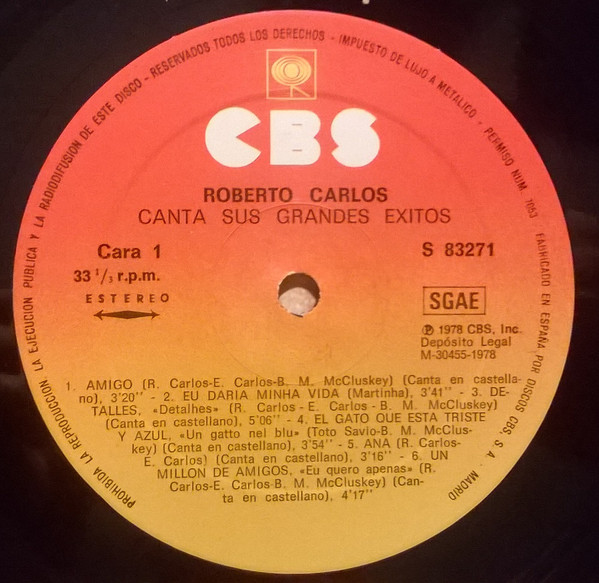 PROHIBIDA LA REPRODUCCION, LA EJECUCION PUBLICA Y LA RADIODIFUSION DE ESTE DISCO - RESERVADOS TODOS LOS DERECHOS - IMPUESTO DE LUJO A METALICO - PERMISO NUM. 7063 FABRICADO EN ESPAÑA POR DISCOS CBS, S. A. - MADRID
CBS
ROBERTO CARLOS
CANTA SUS GRANDES EXITOS
Cara 1
S 83271
33 1/3 r.p.m.
ESTEREO
SGAE
℗ 1978 CBS, Inc.
Depósito Legal
M-30455-1978
1. AMIGO (R. Carlos-E. Carlos-B. M. McCluskey) (Canta en castella-
no), 3'20'' - 2. EU DARIA MINHA VIDA (Martinha), 3'41'' - 3. DE-
TALLES, «Detalhes» (R. Carlos - E. Carlos - B. M. McCluskey)
(Canta en castellano), 5'06'' - 4. EL GATO QUE ESTA TRISTE
Y AZUL, «Un gatto nel blu» (Toto Savio-B. M. McClus-
key) (Canta en castellano), 3'54'' - 5. ANA (R. Carlos-
E. Carlos) (Canta en castellano), 3'16'' - 6. UN
MILLON DE AMIGOS, «Eu quero apenas» (R.
Carlos-E. Carlos-B. M. McCluskey) (Can-
ta en castellano), 4'17''